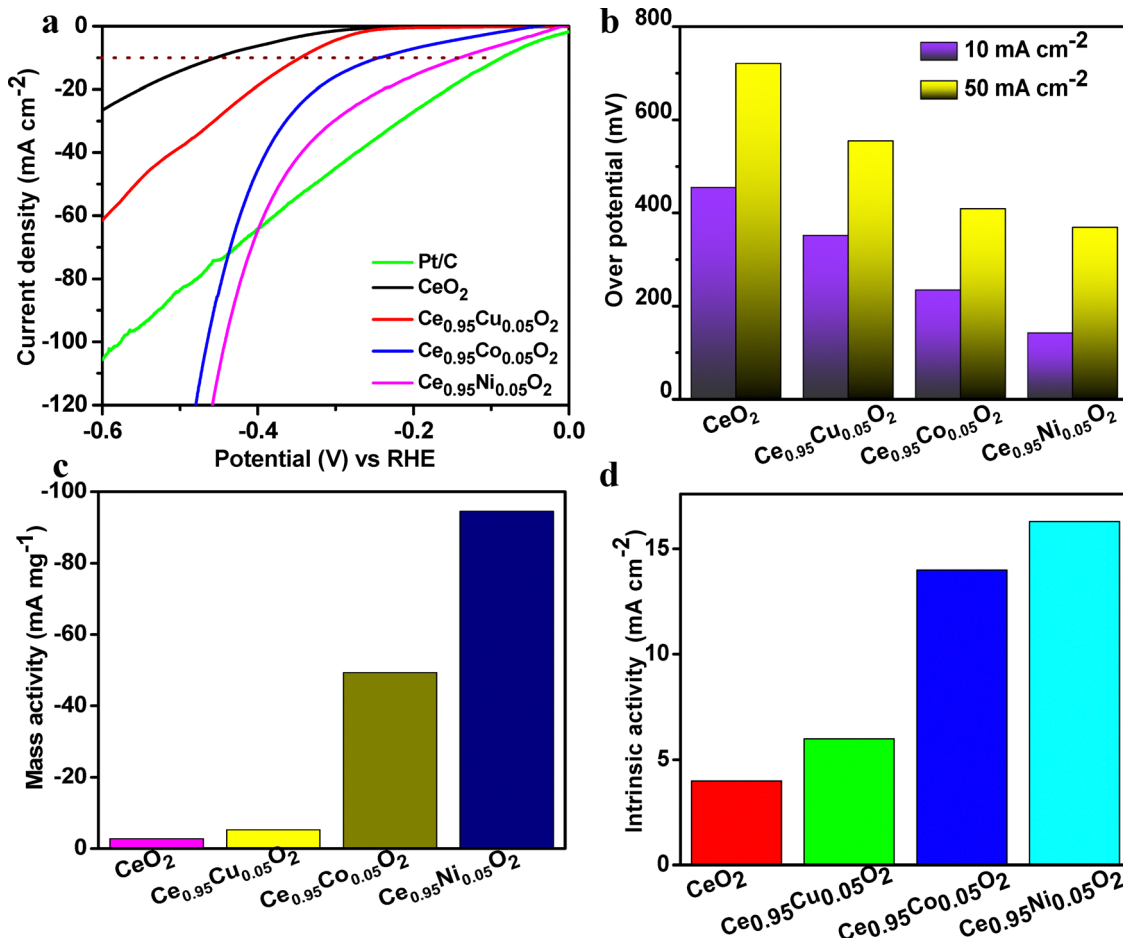 a
0
-20
-40
-60
-80
-100
-120
Current density (mA cm-2)
-0.6
-0.4
-0.2
0.0
Potential (V) vs RHE
Pt/C
CeO2
Ce0.95Cu0.05O2
Ce0.95Co0.05O2
Ce0.95Ni0.05O2
b
800
600
400
200
0
Over potential (mV)
10 mA cm-2
50 mA cm-2
CeO2
Ce0.95Cu0.05O2
Ce0.95Co0.05O2
Ce0.95Ni0.05O2
c
-100
-80
-60
-40
-20
0
Mass activity (mA mg-1)
CeO2
Ce0.95Cu0.05O2
Ce0.95Co0.05O2
Ce0.95Ni0.05O2
d
15
10
5
0
Intrinsic activity (mA cm-2)
CeO2
Ce0.95Cu0.05O2
Ce0.95Co0.05O2
Ce0.95Ni0.05O2